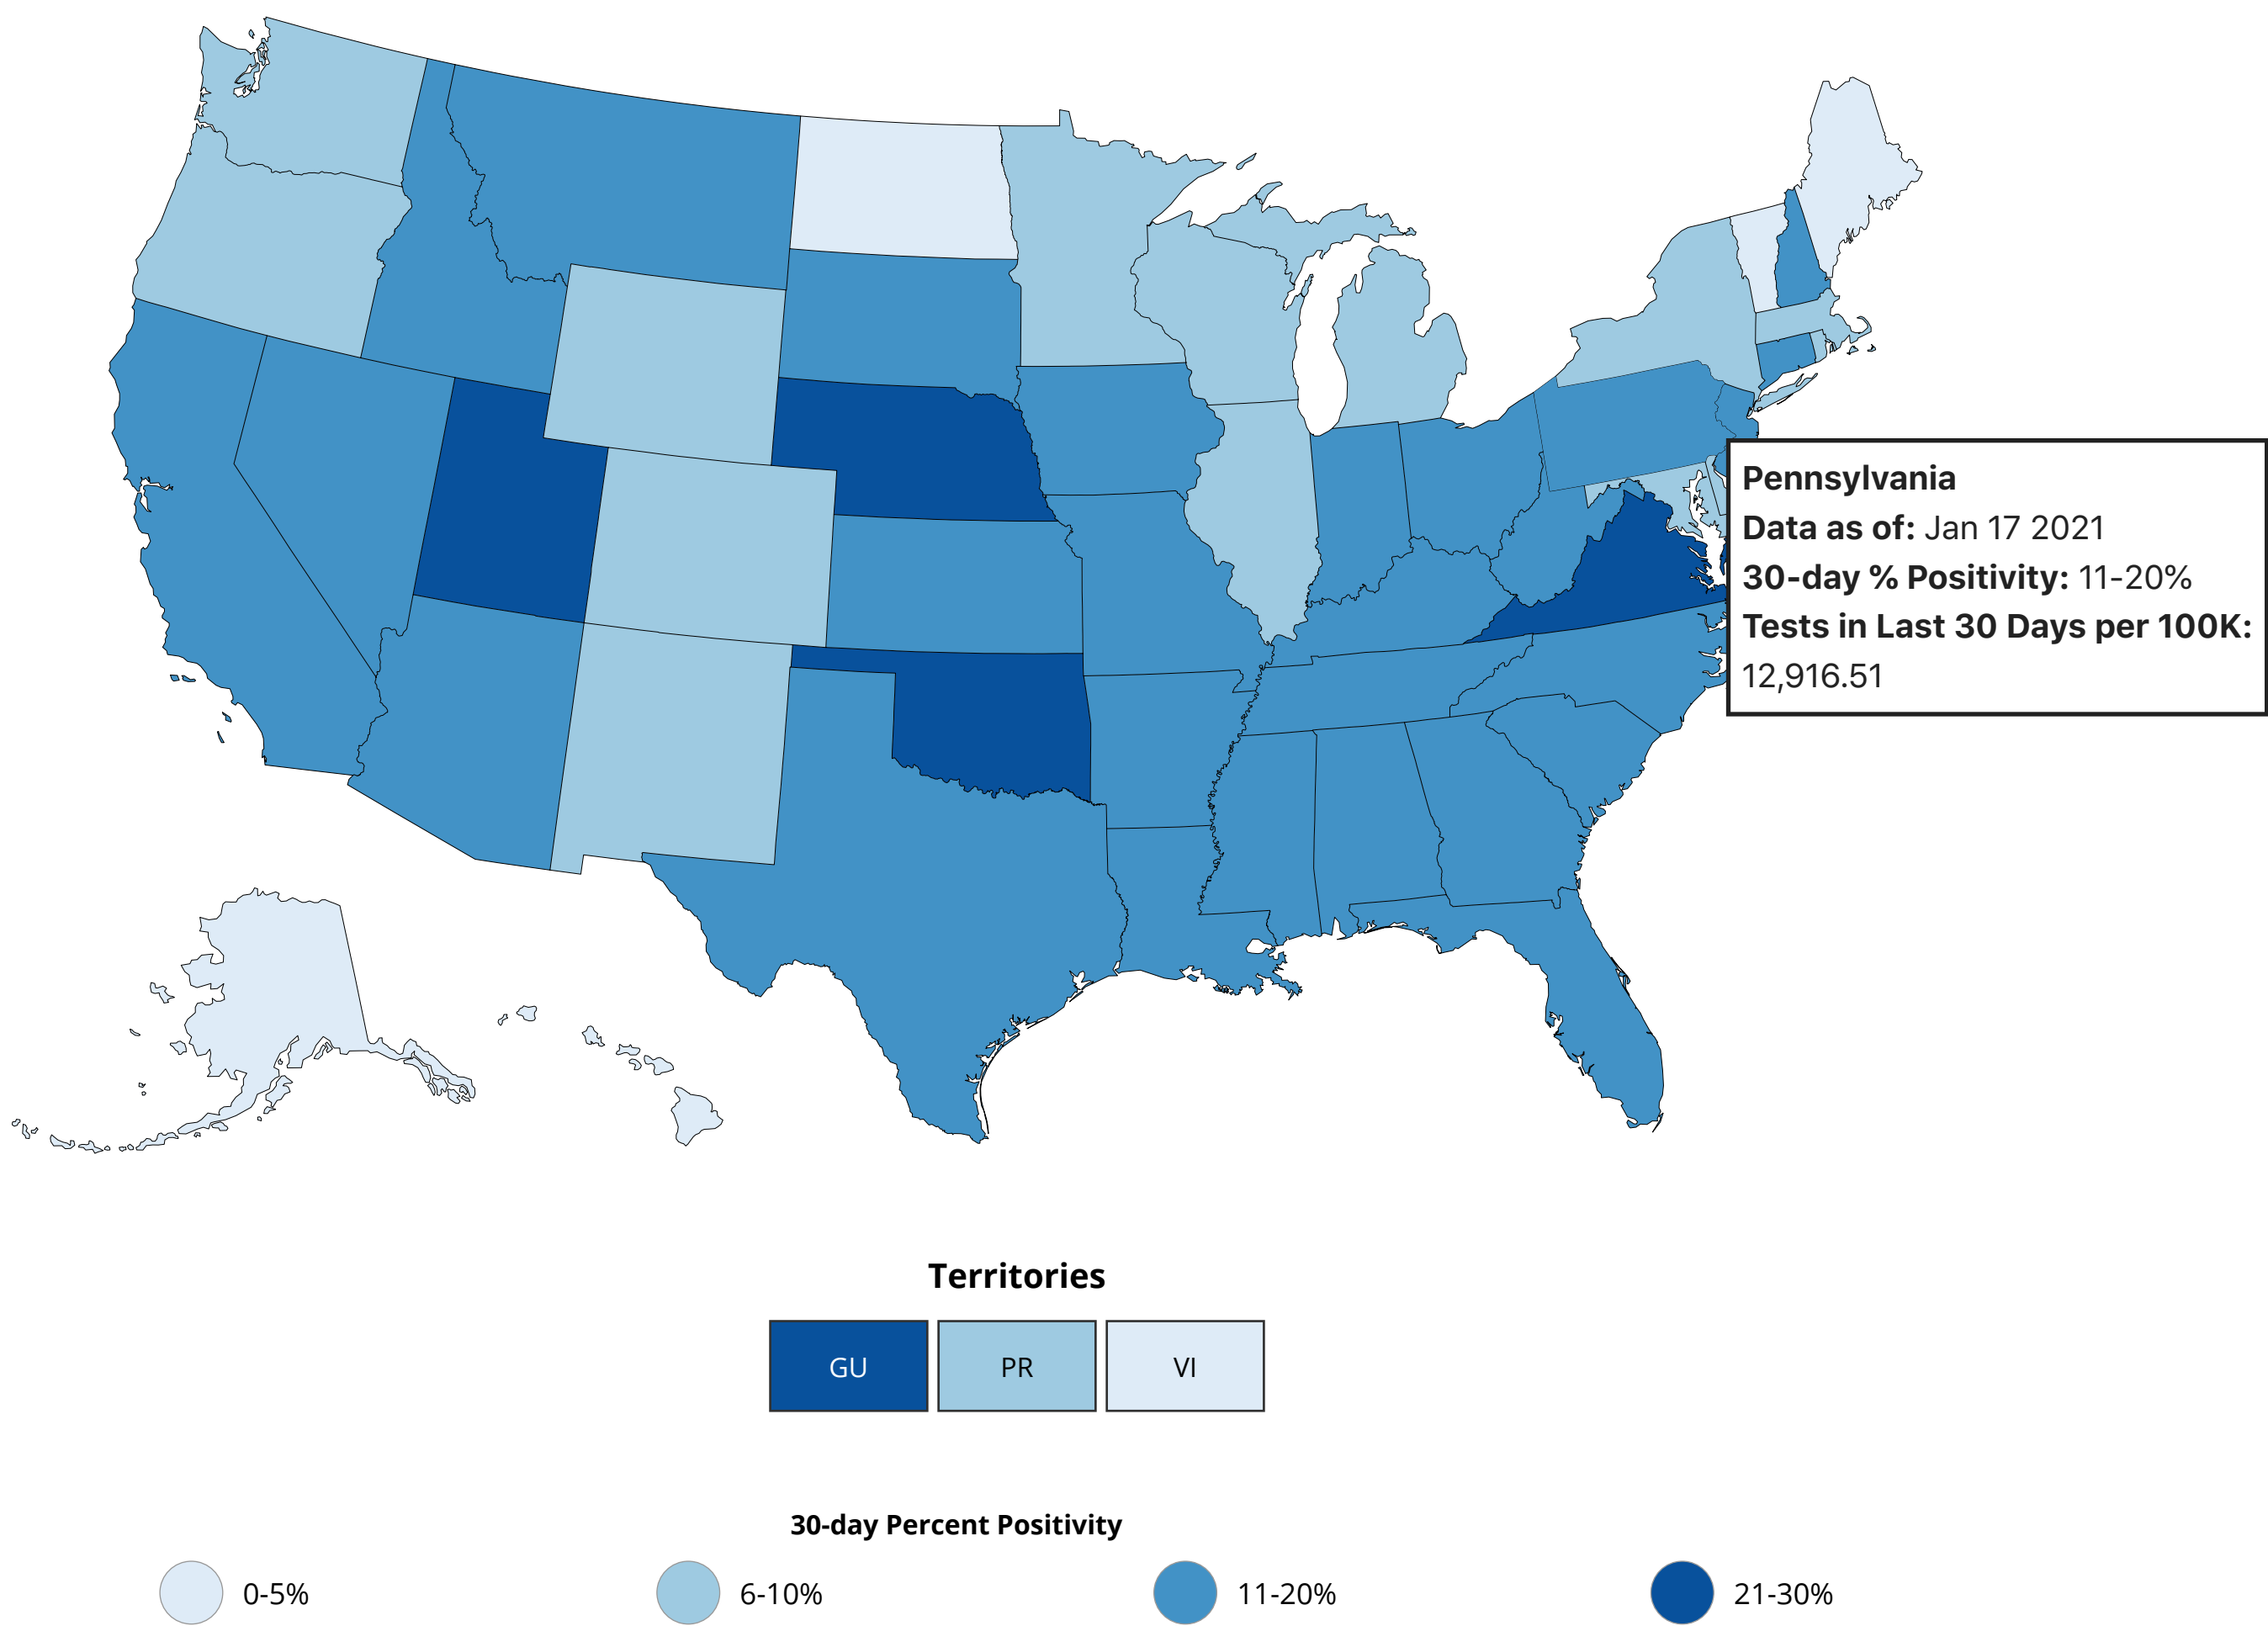 Pennsylvania
Data as of: Jan 17 2021
30-day % Positivity: 11-20%
Tests in Last 30 Days per 100K:
12,916.51
Territories
GU PR VI
30-day Percent Positivity
0-5% 6-10% 11-20% 21-30%